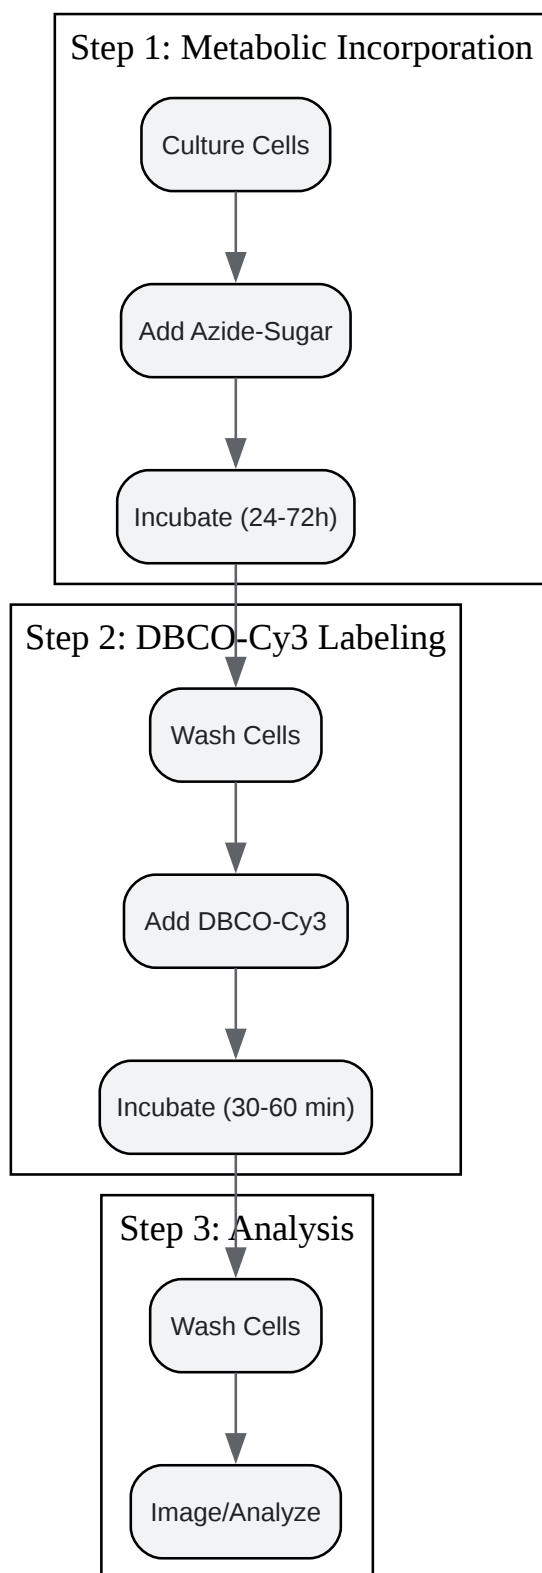 Step 1: Metabolic Incorporation
Culture Cells
Add Azide-Sugar
Incubate (24-72h)
Step 2: DBCO-Cy3 Labeling
Wash Cells
Add DBCO-Cy3
Incubate (30-60 min)
Step 3: Analysis
Wash Cells
Image/Analyze